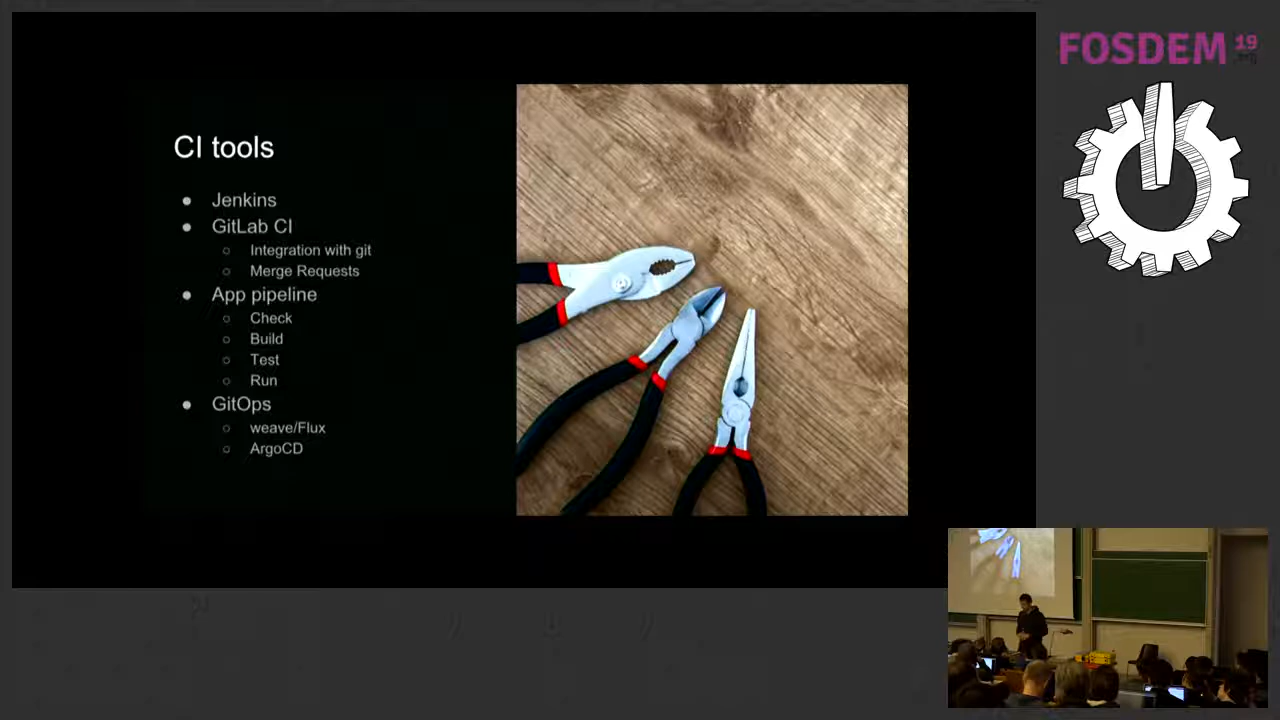 CI tools
● Jenkins
● GitLab CI
○ Integration with git
○ Merge Requests
● App pipeline
○ Check
○ Build
○ Test
○ Run
● GitOps
○ weave/Flux
○ ArgoCD
FOSDEM 19
.org